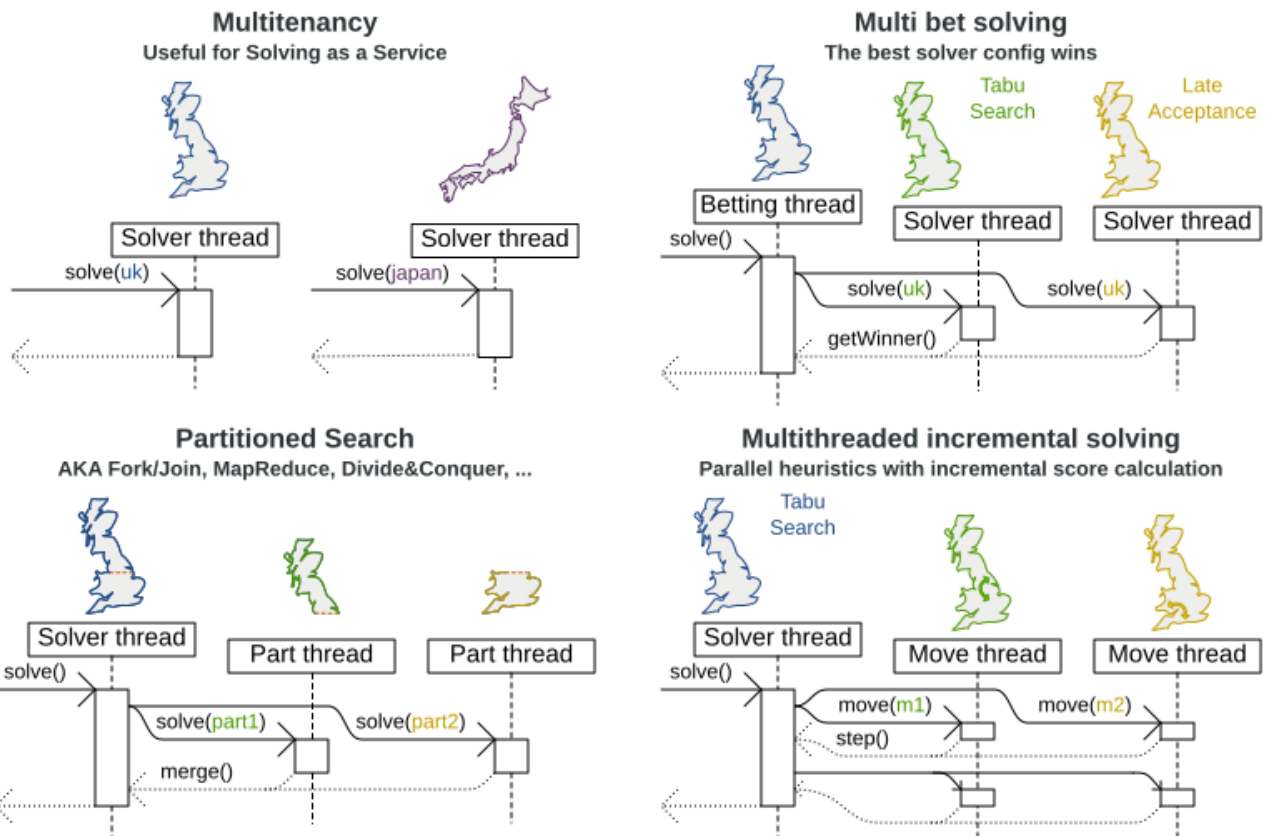 Multitenancy
Useful for Solving as a Service
Solver thread
Solver thread
solve(uk)
solve(japan)
Multi bet solving
The best solver config wins
Tabu
Search
Late
Acceptance
Betting thread
Solver thread
Solver thread
solve()
solve(uk)
solve(uk)
getWinner()
Partitioned Search
AKA Fork/Join, MapReduce, Divide&Conquer, ...
Solver thread
Part thread
Part thread
solve()
solve(part1)
solve(part2)
merge()
Multithreaded incremental solving
Parallel heuristics with incremental score calculation
Tabu
Search
Solver thread
Move thread
Move thread
solve()
move(m1)
move(m2)
step()